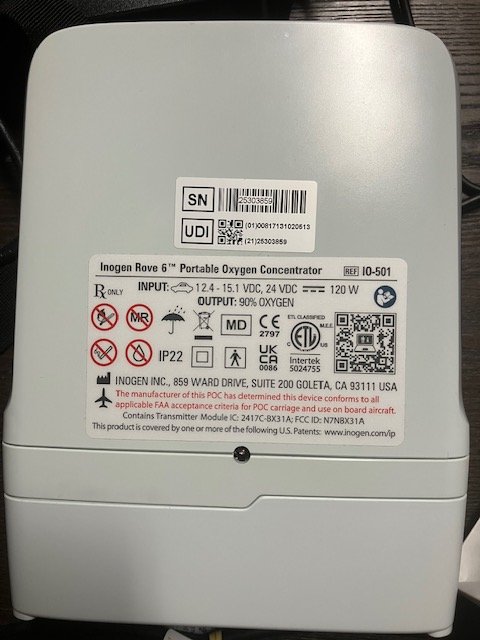 SN
25303859
UDI
(01)00817131020513
(21)25303859
Inogen Rove 6™ Portable Oxygen Concentrator REF IO-501
Rx ONLY INPUT: 12.4 - 15.1 VDC, 24 VDC 120 W
OUTPUT: 90% OXYGEN
MR MD CE 2797 ETL CLASSIFIED C ETL M.E.E. Intertek 5024755
IP22 UK CA 0086
INOGEN INC., 859 WARD DRIVE, SUITE 200 GOLETA, CA 93111 USA
The manufacturer of this POC has determined this device conforms to all
applicable FAA acceptance criteria for POC carriage and use on board aircraft.
Contains Transmitter Module IC: 2417C-BX31A; FCC ID: N7NBX31A
This product is covered by one or more of the following U.S. Patents: www.inogen.com/ip